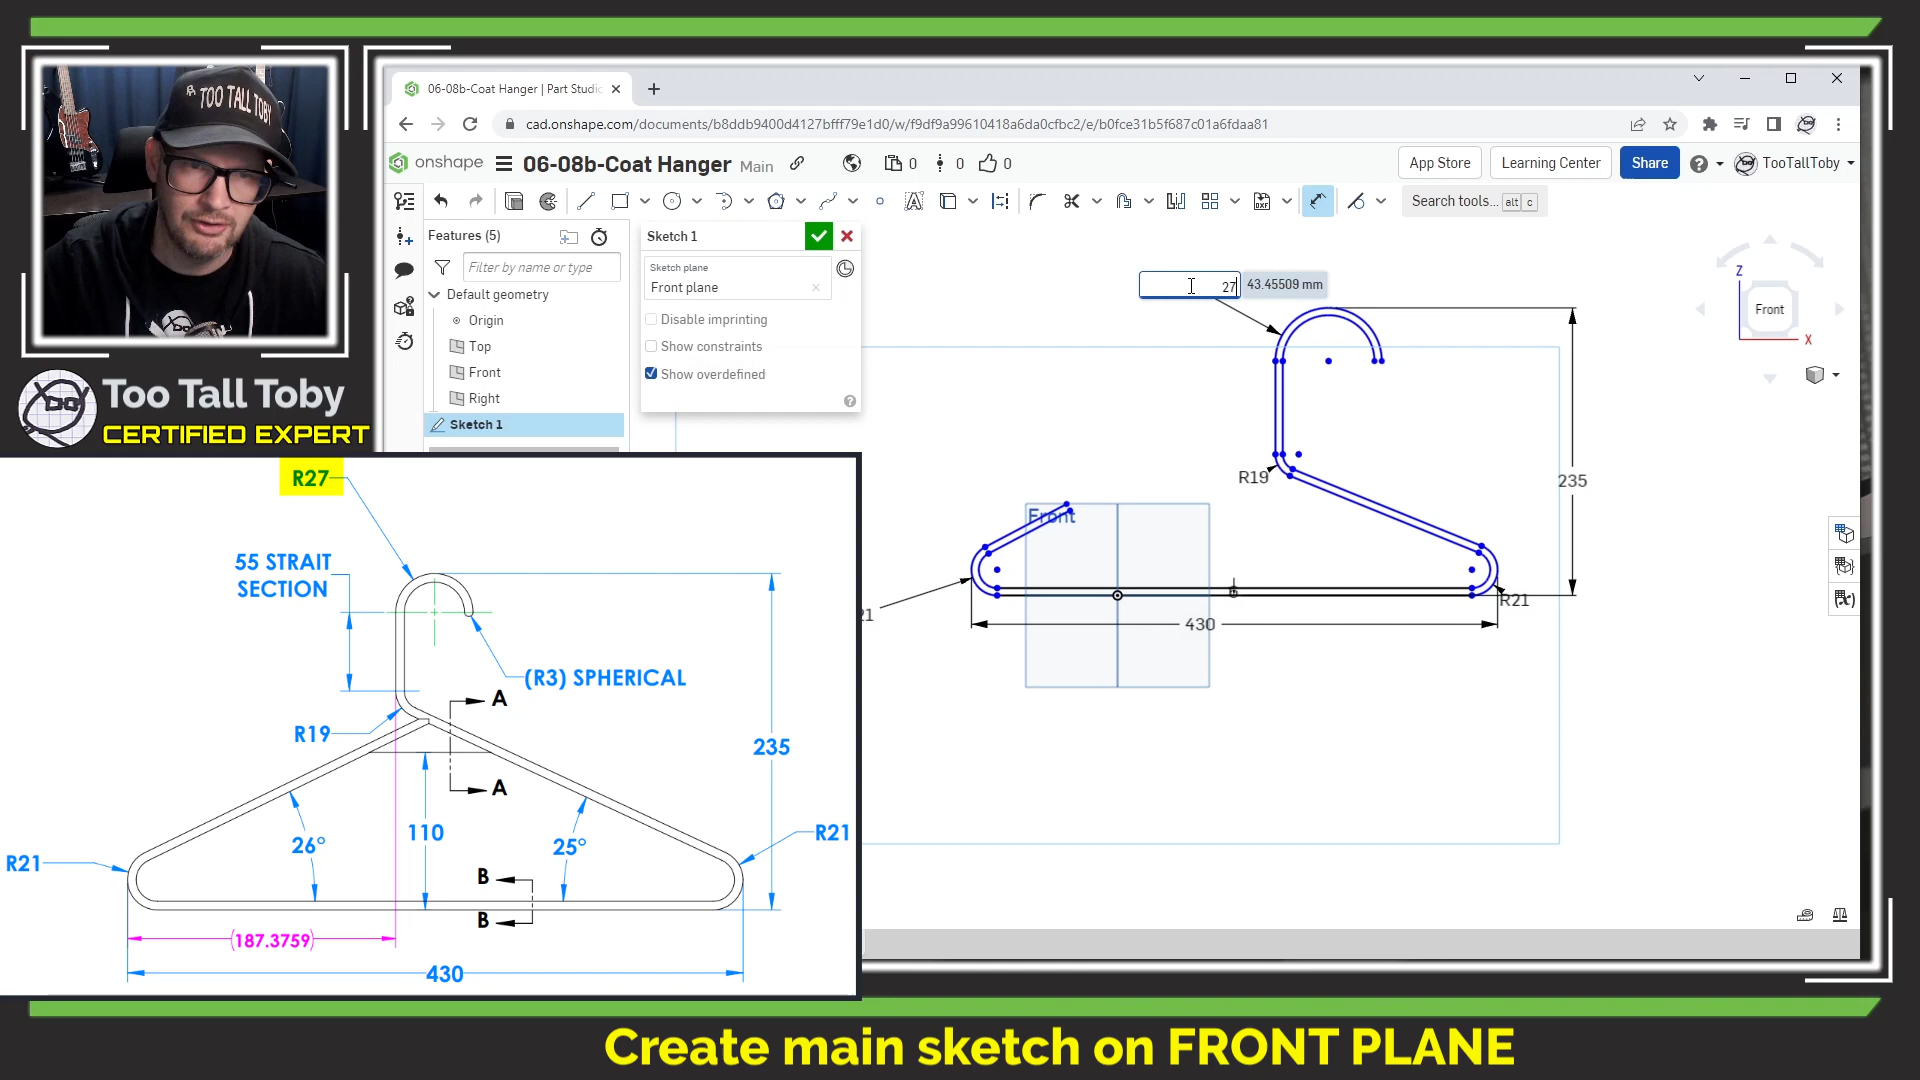 TOO TALL TOBY
Too Tall Toby
CERTIFIED EXPERT
06-08b-Coat Hanger | Part Studio
cad.onshape.com/documents/b8ddb9400d4127bfff79e1d0/w/f9df9a99610418a6da0cfbc2/e/b0fce31b5f687c01a6fdaa81
onshape
06-08b-Coat Hanger
Main
0
0
0
App Store
Learning Center
Share
TooTallToby
Search tools...
alt
c
Features (5)
Filter by name or type
Default geometry
Origin
Top
Front
Right
Sketch 1
Sketch 1
Sketch plane
Front plane
Disable imprinting
Show constraints
Show overdefined
27
43.45509 mm
Z
Front
X
R19
235
Front
21
R21
430
R27
55 STRAIT
SECTION
(R3) SPHERICAL
A
R19
235
A
26°
110
25°
R21
R21
B
B
(187.3759)
430
Create main sketch on FRONT PLANE